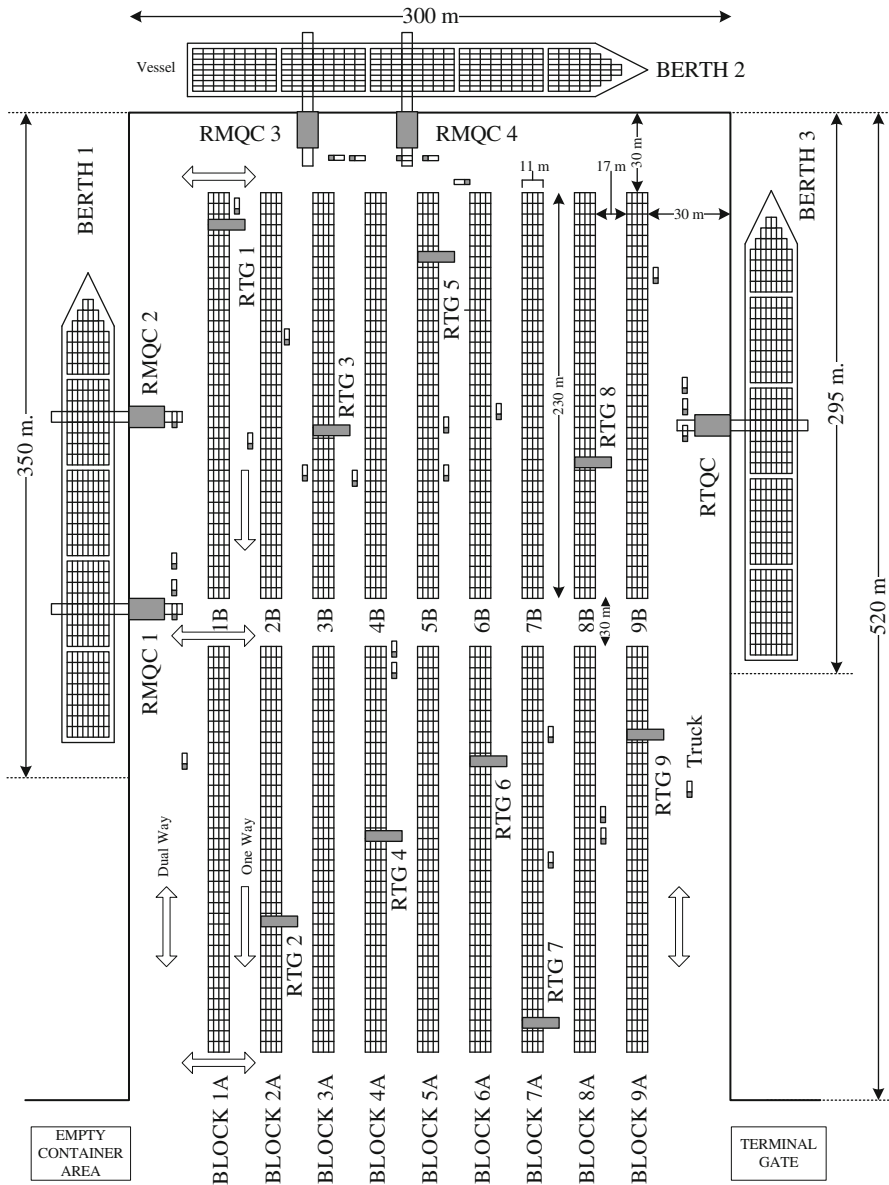 300 m
Vessel
BERTH 2
RMQC 3
RMQC 4
BERTH 1
BERTH 3
30 m
11 m
17 m
30 m
RTG 1
RTG 5
RMQC 2
RTG 3
230 m
RTG 8
295 m.
350 m.
RTQC
1B
2B
3B
4B
5B
6B
7B
8B
9B
30 m
520 m
RMQC 1
Truck
RTG 9
RTG 6
Dual Way
One Way
RTG 4
RTG 2
RTG 7
BLOCK 1A
BLOCK 2A
BLOCK 3A
BLOCK 4A
BLOCK 5A
BLOCK 6A
BLOCK 7A
BLOCK 8A
BLOCK 9A
EMPTY
CONTAINER
AREA
TERMINAL
GATE